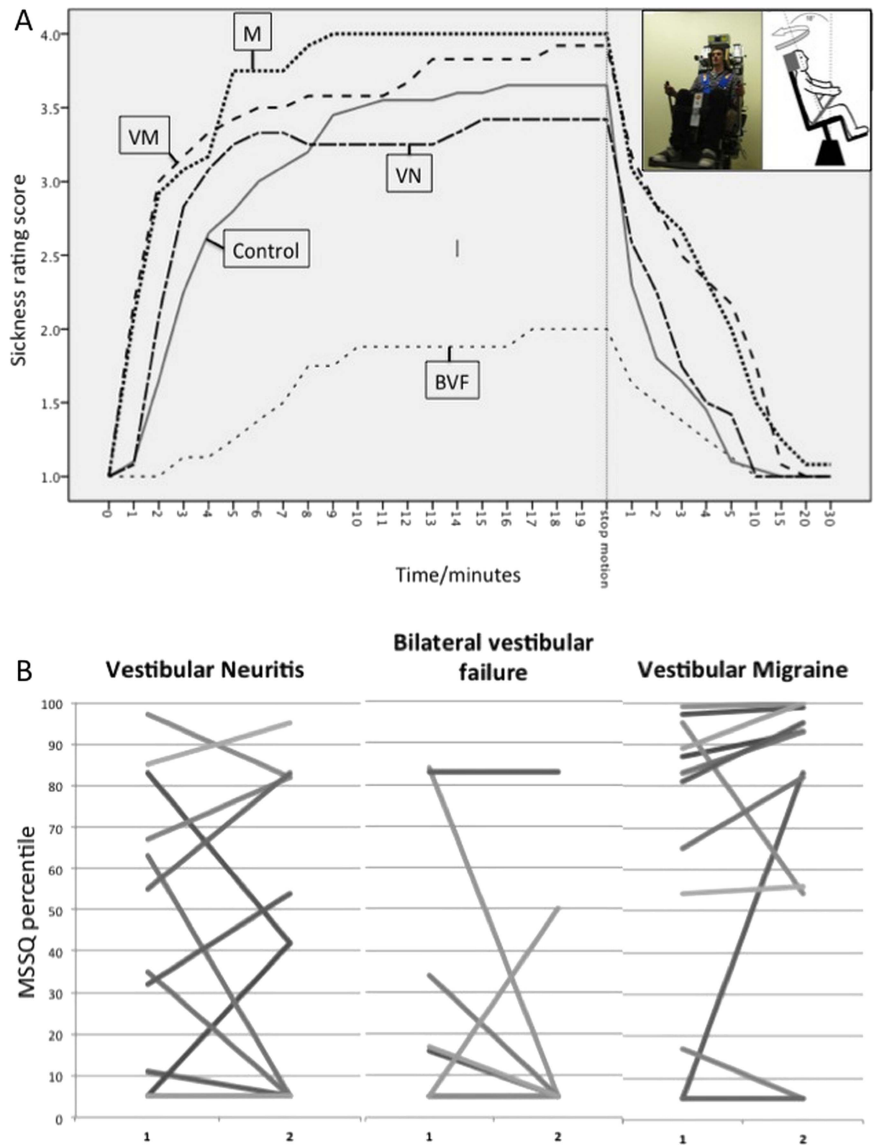 A
4.0
3.5
3.0
2.5
2.0
1.5
1.0
Sickness rating score
M
VM
VN
Control
BVF
18°
0 1 2 3 4 5 6 7 8 9 10 11 12 13 14 15 16 17 18 19 stop motion 1 2 3 4 5 10 15 20 30
Time/minutes
B
Vestibular Neuritis
Bilateral vestibular
failure
Vestibular Migraine
MSSQ percentile
100
90
80
70
60
50
40
30
20
10
0
1 2 1 2 1 2